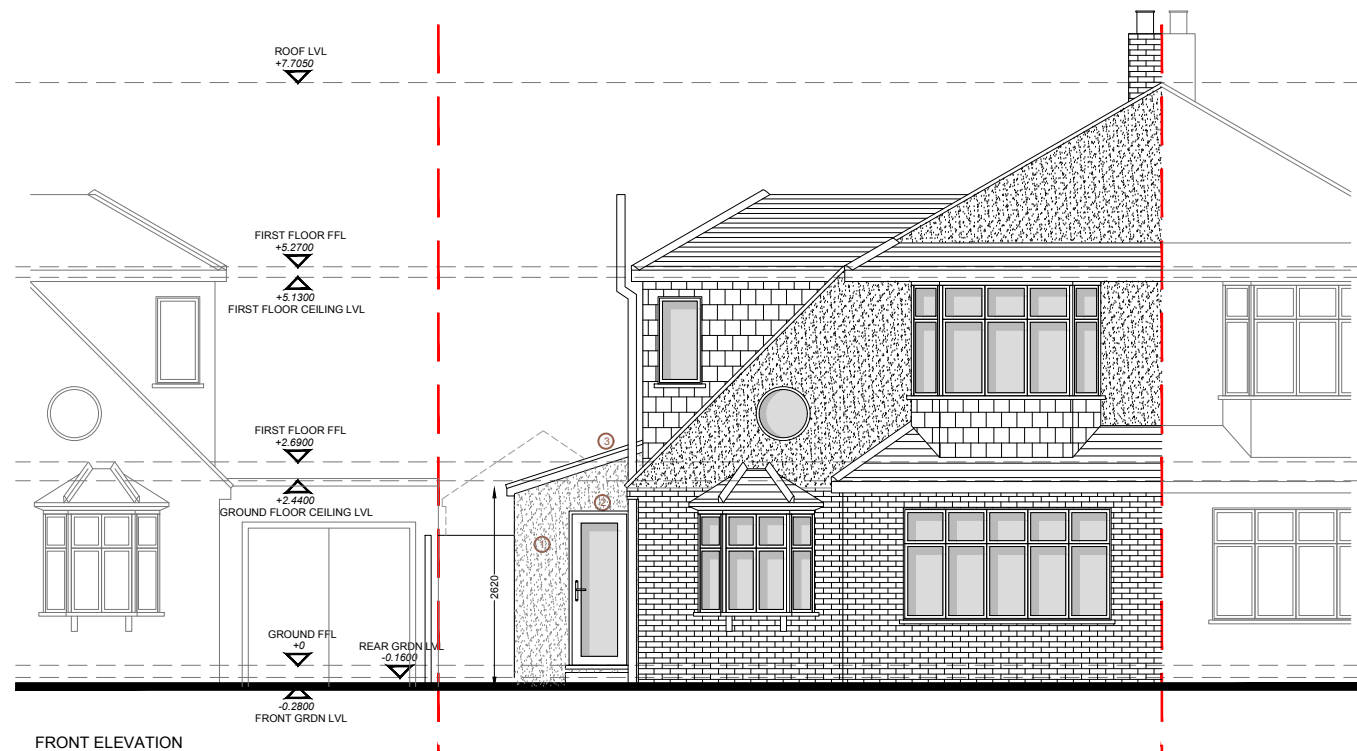 ROOF LVL
+7.7050
FIRST FLOOR FFL
+5.2700
+5.1300
FIRST FLOOR CEILING LVL
FIRST FLOOR FFL
+2.6900
+2.4400
GROUND FLOOR CEILING LVL
3
2
1
2620
GROUND FFL
+0
REAR GRDN LVL
-0.1600
-0.2800
FRONT GRDN LVL
FRONT ELEVATION